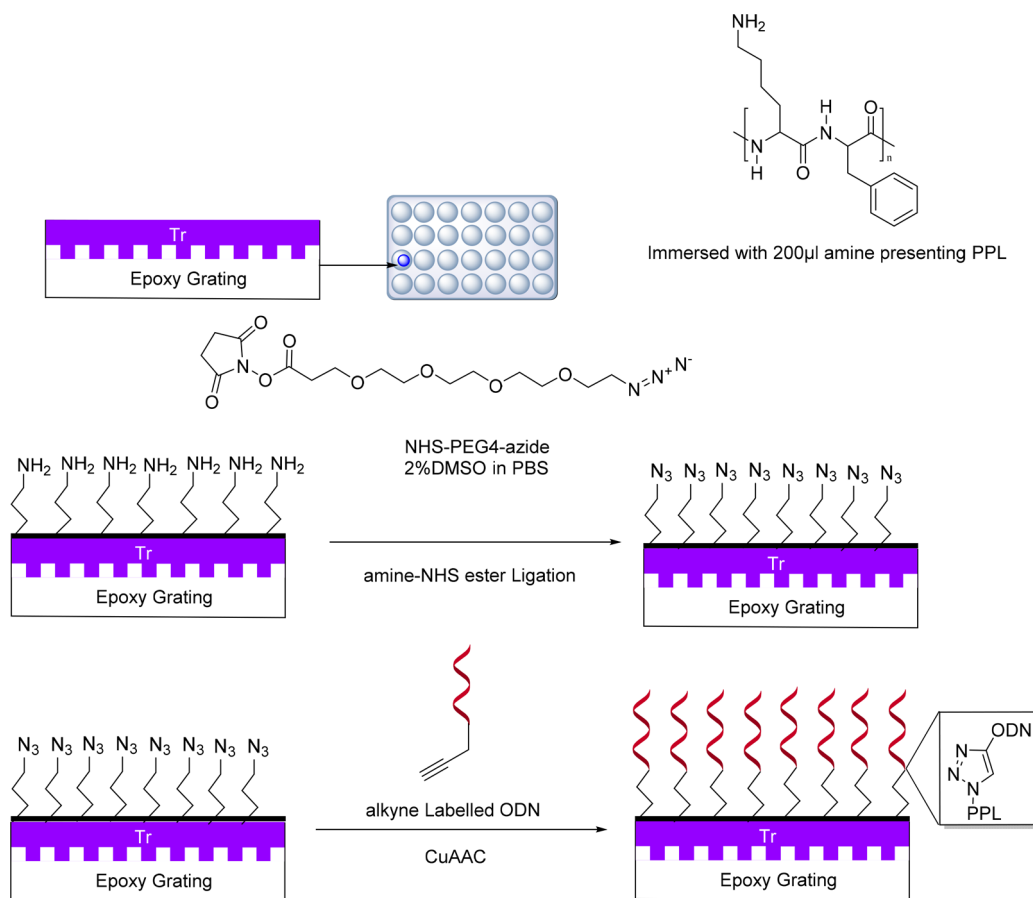 NH2
H
N
O
N
H
O
n
Immersed with 200μl amine presenting PPL
Tr
Epoxy Grating
O
N
O
O
O
O
O
O
O
N
N+
N-
NHS-PEG4-azide
2%DMSO in PBS
NH2 NH2 NH2 NH2 NH2 NH2 NH2
Tr
Epoxy Grating
amine-NHS ester Ligation
N3 N3 N3 N3 N3 N3 N3 N3
Tr
Epoxy Grating
N3 N3 N3 N3 N3 N3 N3 N3
Tr
Epoxy Grating
alkyne Labelled ODN
CuAAC
Tr
Epoxy Grating
ODN
N
N
N
PPL